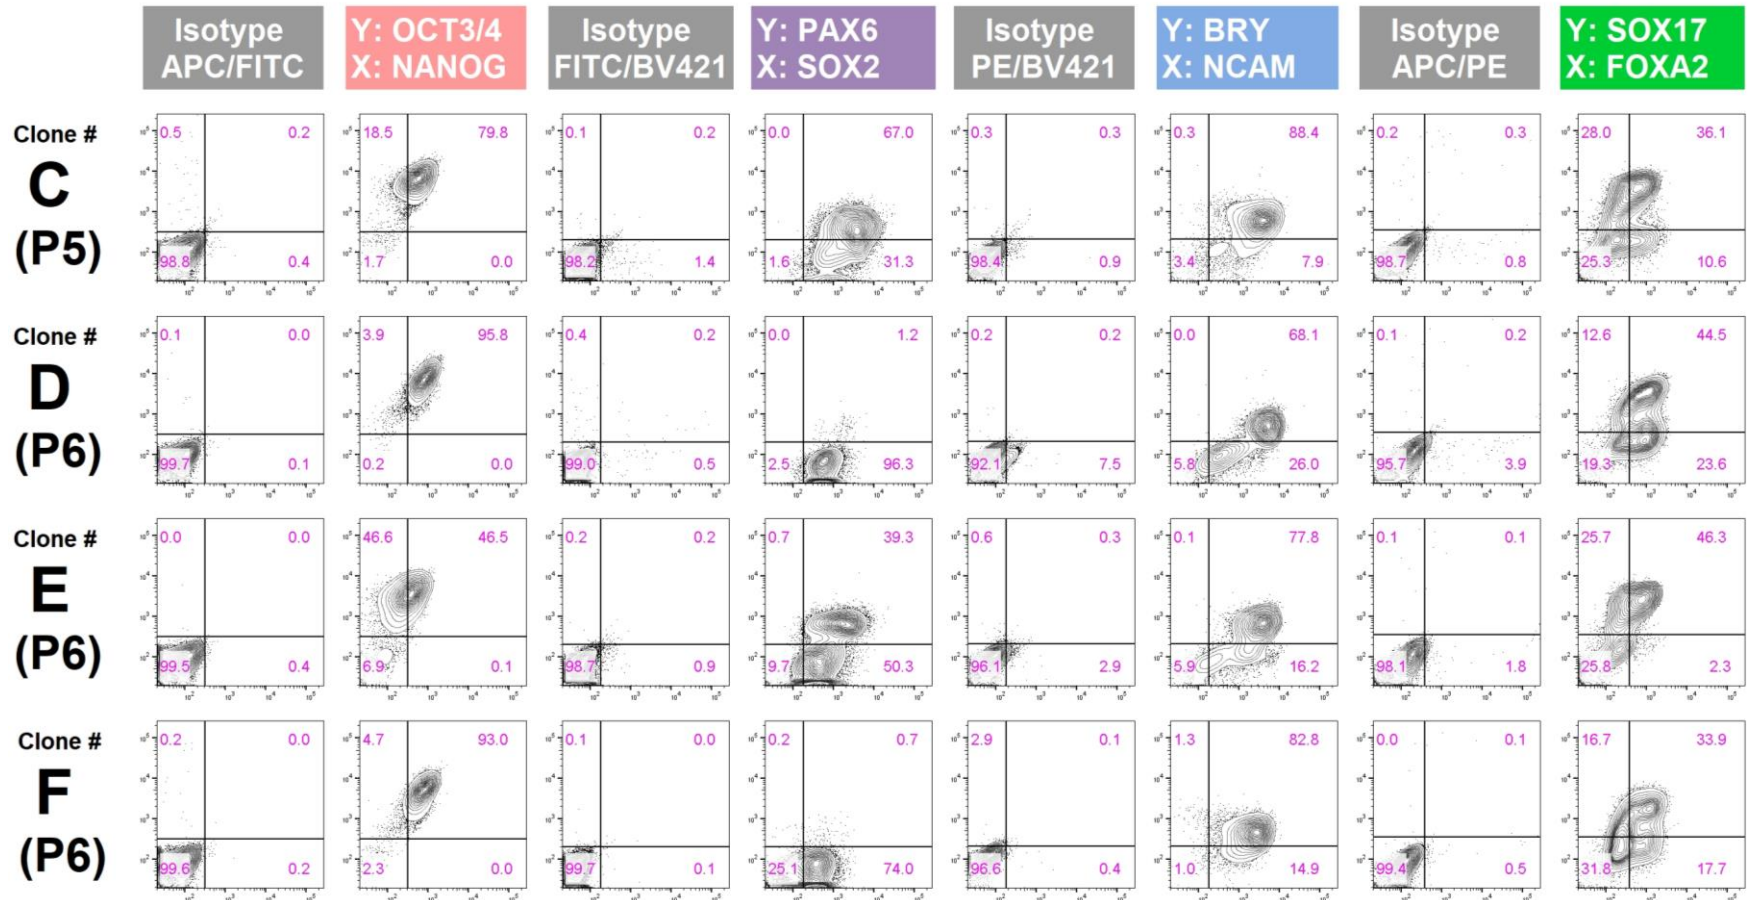 Isotype
APC/FITC
Y: OCT3/4
X: NANOG
Isotype
FITC/BV421
Y: PAX6
X: SOX2
Isotype
PE/BV421
Y: BRY
X: NCAM
Isotype
APC/PE
Y: SOX17
X: FOXA2
Clone #
C
(P5)
0.5 0.2
98.8 0.4
18.5 79.8
1.7 0.0
0.1 0.2
98.2 1.4
0.0 67.0
1.6 31.3
0.3 0.3
98.4 0.9
0.3 88.4
3.4 7.9
0.2 0.3
98.7 0.8
28.0 36.1
25.3 10.6
Clone #
D
(P6)
0.1 0.0
99.7 0.1
3.9 95.8
0.2 0.0
0.4 0.2
99.0 0.5
0.0 1.2
2.5 96.3
0.2 0.2
92.1 7.5
0.0 68.1
5.8 26.0
0.1 0.2
95.7 3.9
12.6 44.5
19.3 23.6
Clone #
E
(P6)
0.0 0.0
99.5 0.4
46.6 46.5
6.9 0.1
0.2 0.2
98.7 0.9
0.7 39.3
9.7 50.3
0.6 0.3
96.1 2.9
0.1 77.8
5.9 16.2
0.1 0.1
98.1 1.8
25.7 46.3
25.8 2.3
Clone #
F
(P6)
0.2 0.0
99.6 0.2
4.7 93.0
2.3 0.0
0.1 0.0
99.7 0.1
0.2 0.7
25.1 74.0
2.9 0.1
96.6 0.4
1.3 82.8
1.0 14.9
0.0 0.1
99.4 0.5
16.7 33.9
31.8 17.7